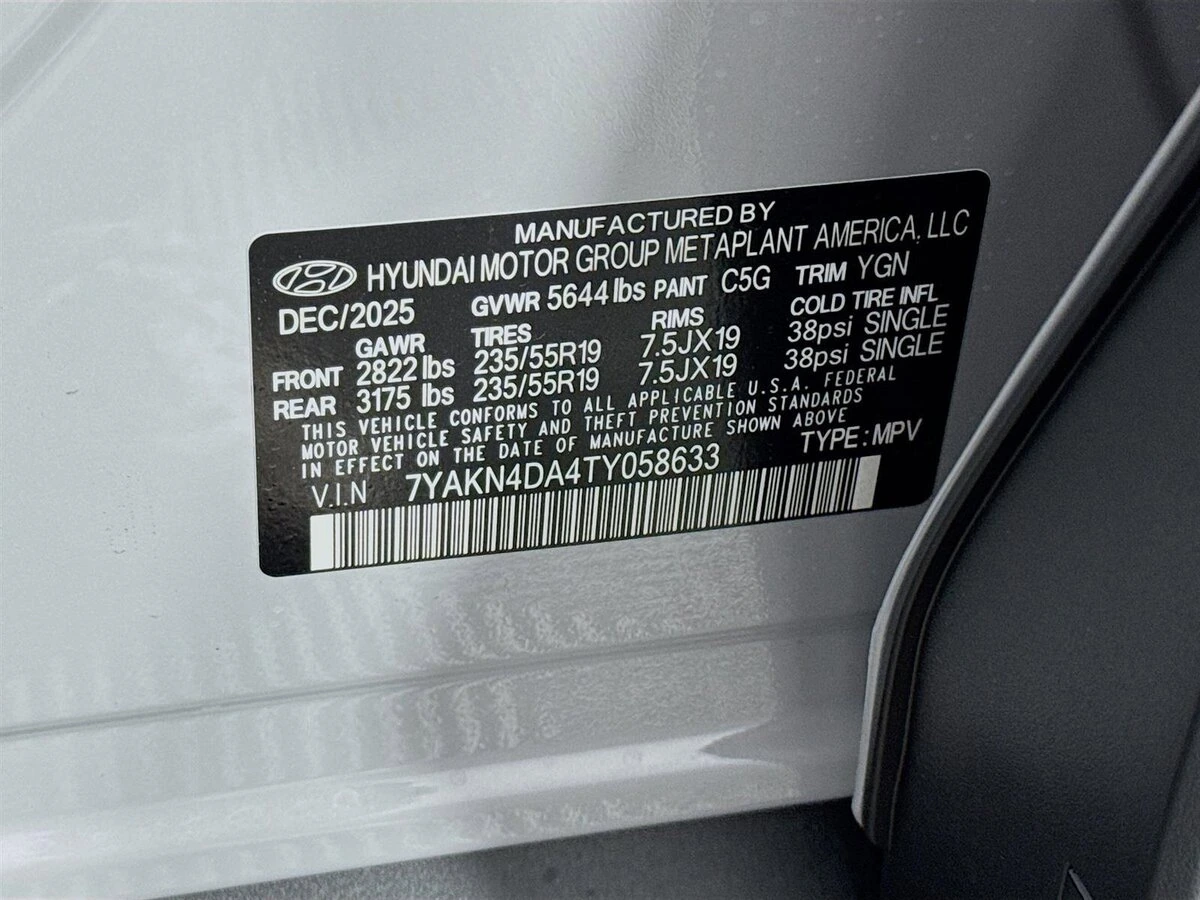 MANUFACTURED BY
HYUNDAI MOTOR GROUP METAPLANT AMERICA, LLC
DEC/2025 GVWR 5644 lbs PAINT C5G TRIM YGN
GAWR TIRES RIMS COLD TIRE INFL
FRONT 2822 lbs 235/55R19 7.5JX19 38psi SINGLE
REAR 3175 lbs 235/55R19 7.5JX19 38psi SINGLE
THIS VEHICLE CONFORMS TO ALL APPLICABLE U.S.A. FEDERAL
MOTOR VEHICLE SAFETY AND THEFT PREVENTION STANDARDS
IN EFFECT ON THE DATE OF MANUFACTURE SHOWN ABOVE
V.I.N 7YAKN4DA4TY058633 TYPE : MPV